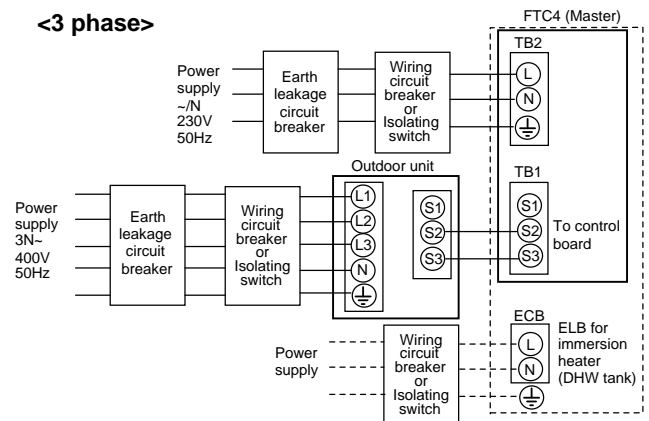 <3 phase>
FTC4 (Master)
TB2
Power
supply
~/N
230V
50Hz
Earth
leakage
circuit
breaker
Wiring
circuit
breaker
or
Isolating
switch
L
N
Outdoor unit
TB1
Power
supply
3N~
400V
50Hz
Earth
leakage
circuit
breaker
Wiring
circuit
breaker
or
Isolating
switch
L1
L2
L3
N
S1
S2
S3
S1
S2
S3
To control
board
ECB
Power
supply
Wiring
circuit
breaker
or
Isolating
switch
L
N
ELB for
immersion
heater
(DHW tank)